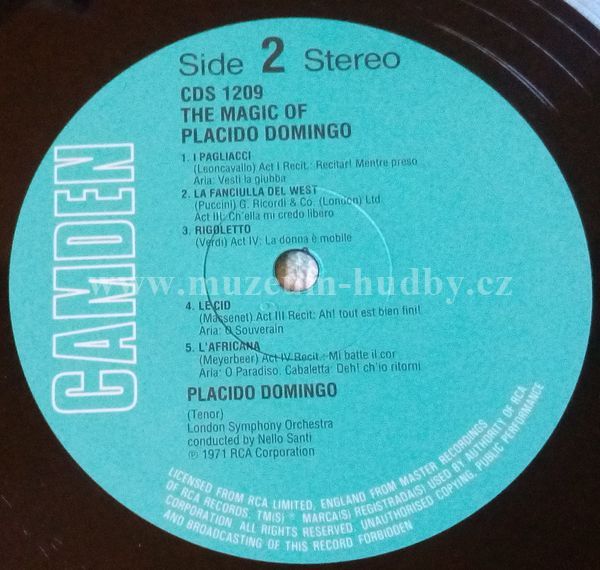 Side 2 Stereo
CDS 1209
THE MAGIC OF
PLACIDO DOMINGO
1. I PAGLIACCI
(Leoncavallo) Act I Recit.: Recitar! Mentre preso
Aria: Vesti la giubba
2. LA FANCIULLA DEL WEST
(Puccini) G. Ricordi & Co. (London) Ltd
Act III: Ch'ella mi credo libero
3. RIGOLETTO
(Verdi) Act IV: La donna è mobile
www.muzeum-hudby.cz
4. LE CID
(Massenet) Act III Recit: Ah! tout est bien fini!
Aria: O Souverain
5. L'AFRICANA
(Meyerbeer) Act IV Recit.: Mi batte il cor
Aria: O Paradiso. Cabaletta: Deh! ch'io ritorni
PLACIDO DOMINGO
(Tenor)
London Symphony Orchestra
conducted by Nello Santi
℗ 1971 RCA Corporation
CAMDEN
LICENSED FROM RCA LIMITED, ENGLAND FROM MASTER RECORDINGS
OF RCA RECORDS. TM(S) ® MARCA(S) REGISTRADA(S) USED BY AUTHORITY OF RCA
CORPORATION. ALL RIGHTS RESERVED. UNAUTHORISED COPYING, PUBLIC PERFORMANCE
AND BROADCASTING OF THIS RECORD FORBIDDEN